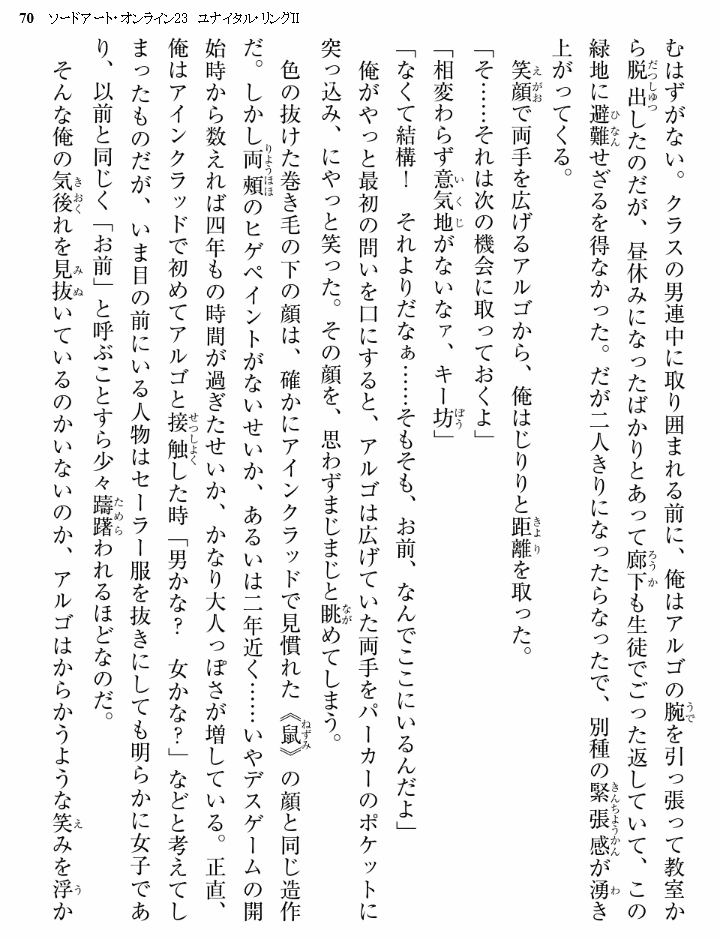 70 ソードアート・オンライン23 ユナイタル・リングII
むはずがない。クラスの男連中に取り囲まれる前に、俺はアルゴの腕を引っ張って教室か
ら脱出したのだが、昼休みになったばかりとあって廊下も生徒でごった返していて、この
緑地に避難せざるを得なかった。だが二人きりになったらなったで、別種の緊張感が湧き
上がってくる。
笑顔で両手を広げるアルゴから、俺はじりりと距離を取った。
「そ……それは次の機会に取っておくよ」
「相変わらず意気地がないなァ、キー坊」
「なくて結構！ それよりだなぁ……そもそも、お前、なんでここにいるんだよ」
俺がやっと最初の問いを口にすると、アルゴは広げていた両手をパーカーのポケットに
突っ込み、にやっと笑った。その顔を、思わずまじまじと眺めてしまう。
色の抜けた巻き毛の下の顔は、確かにアインクラッドで見慣れた《鼠》の顔と同じ造作
だ。しかし両頰のヒゲペイントがないせいか、あるいは二年近く……いやデスゲームの開
始時から数えれば四年もの時間が過ぎたせいか、かなり大人っぽさが増している。正直、
俺はアインクラッドで初めてアルゴと接触した時「男かな？ 女かな？」などと考えてし
まったものだが、いま目の前にいる人物はセーラー服を抜きにしても明らかに女子であ
り、以前と同じく「お前」と呼ぶことすら少々躊躇われるほどなのだ。
そんな俺の気後れを見抜いているのかいないのか、アルゴはからかうような笑みを浮か